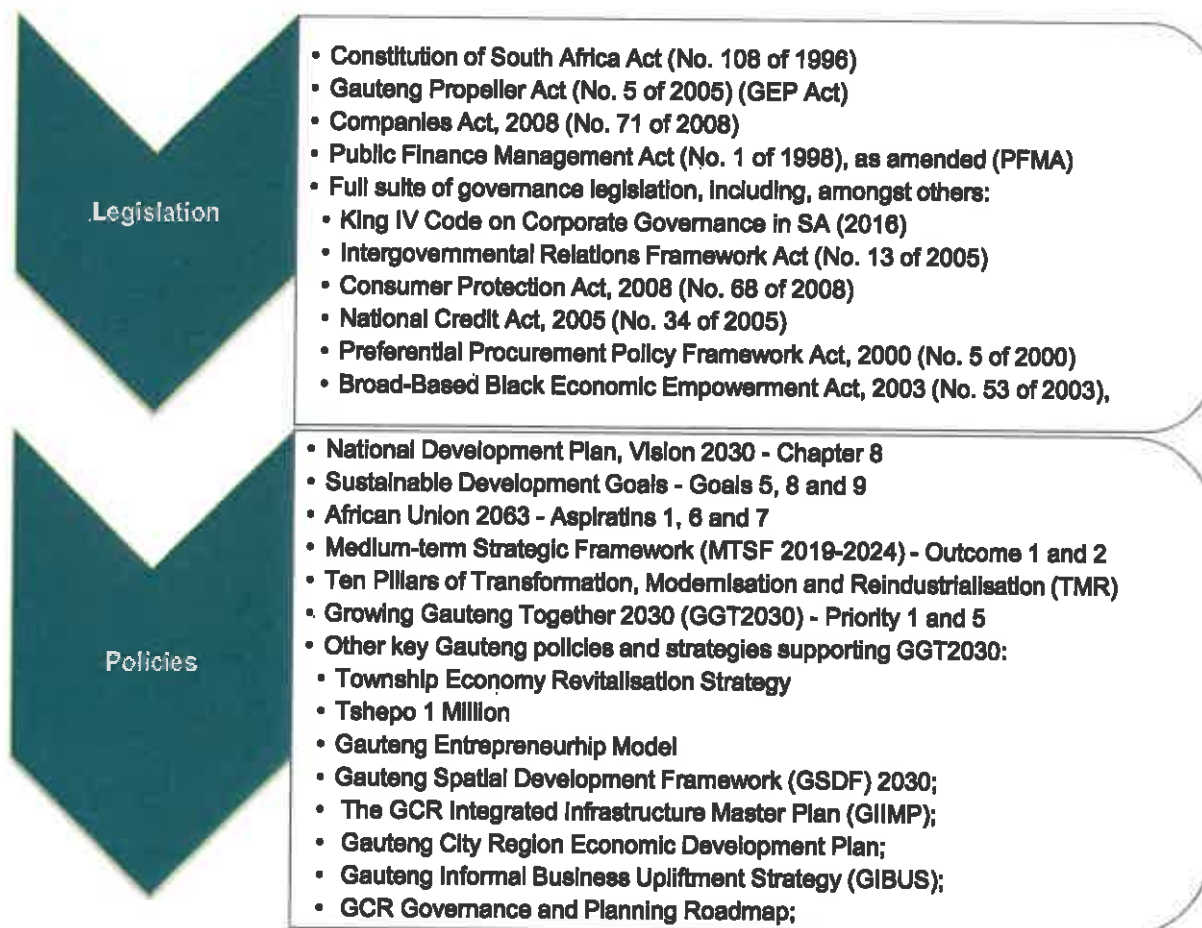 Legislation
• Constitution of South Africa Act (No. 108 of 1996)
• Gauteng Propeller Act (No. 5 of 2005) (GEP Act)
• Companies Act, 2008 (No. 71 of 2008)
• Public Finance Management Act (No. 1 of 1998), as amended (PFMA)
• Full suite of governance legislation, including, amongst others:
• King IV Code on Corporate Governance in SA (2016)
• Intergovernmental Relations Framework Act (No. 13 of 2005)
• Consumer Protection Act, 2008 (No. 68 of 2008)
• National Credit Act, 2005 (No. 34 of 2005)
• Preferential Procurement Policy Framework Act, 2000 (No. 5 of 2000)
• Broad-Based Black Economic Empowerment Act, 2003 (No. 53 of 2003),
Policies
• National Development Plan, Vision 2030 - Chapter 8
• Sustainable Development Goals - Goals 5, 8 and 9
• African Union 2063 - Aspiratins 1, 6 and 7
• Medium-term Strategic Framework (MTSF 2019-2024) - Outcome 1 and 2
• Ten Pillars of Transformation, Modernisation and Reindustrialisation (TMR)
• Growing Gauteng Together 2030 (GGT2030) - Priority 1 and 5
• Other key Gauteng policies and strategies supporting GGT2030:
• Township Economy Revitalisation Strategy
• Tshepo 1 Million
• Gauteng Entrepreneurhip Model
• Gauteng Spatial Development Framework (GSDF) 2030;
• The GCR Integrated Infrastructure Master Plan (GIIMP);
• Gauteng City Region Economic Development Plan;
• Gauteng Informal Business Upliftment Strategy (GIBUS);
• GCR Governance and Planning Roadmap;